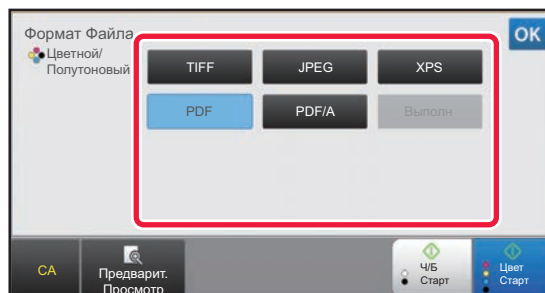 Формат Файла
OK
Цветной/
Полутоновый
TIFF
JPEG
XPS
PDF
PDF/A
Выполн
CA
Предварит.
Просмотр
Ч/Б
Старт
Цвет
Старт